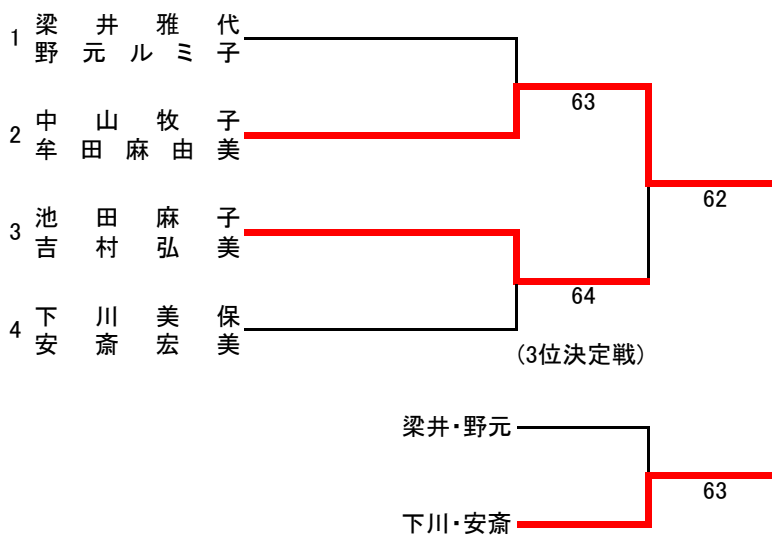 1
梁井雅代
野元ルミ子
63
2
中山牧子
牟田麻由美
62
3
池田麻子
吉村弘美
64
4
下川美保
安斎宏美
(3位決定戦)
梁井・野元
63
下川・安斎